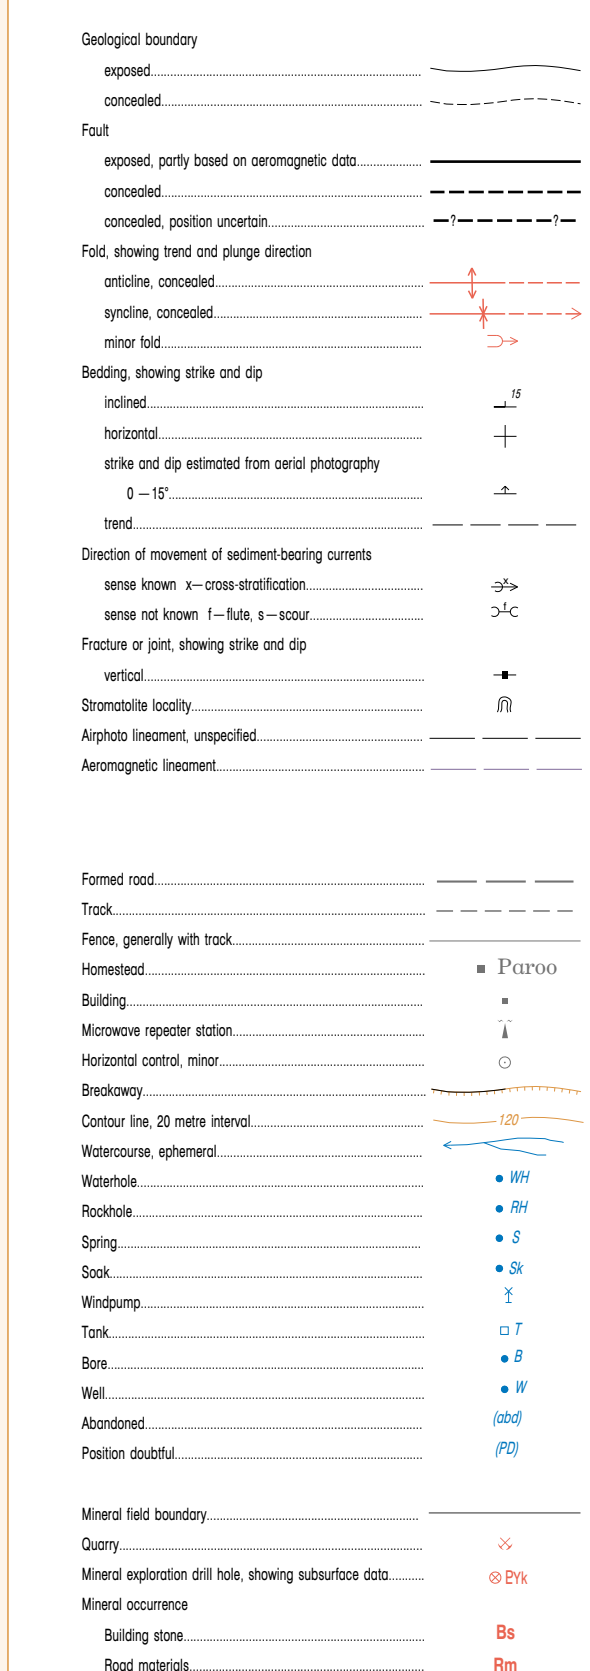 Geological boundary
exposed
concealed
Fault
exposed, partly based on aeromagnetic data
concealed
concealed, position uncertain ? ?
Fold, showing trend and plunge direction
anticline, concealed
syncline, concealed
minor fold
Bedding, showing strike and dip
inclined 15
horizontal
strike and dip estimated from aerial photography
0 — 15°
trend
Direction of movement of sediment-bearing currents
sense known x — cross-stratification x
sense not known f — flute, s — scour f
Fracture or joint, showing strike and dip
vertical
Stromatolite locality
Airphoto lineament, unspecified
Aeromagnetic lineament
Formed road
Track
Fence, generally with track
Homestead Paroo
Building
Microwave repeater station
Horizontal control, minor
Breakaway
Contour line, 20 metre interval 120
Watercourse, ephemeral
Waterhole WH
Rockhole RH
Spring S
Soak Sk
Windpump
Tank T
Bore B
Well W
Abandoned (abd)
Position doubtful (PD)
Mineral field boundary
Quarry
Mineral exploration drill hole, showing subsurface data
Mineral occurrence
Building stone Bs
Road materials Rm